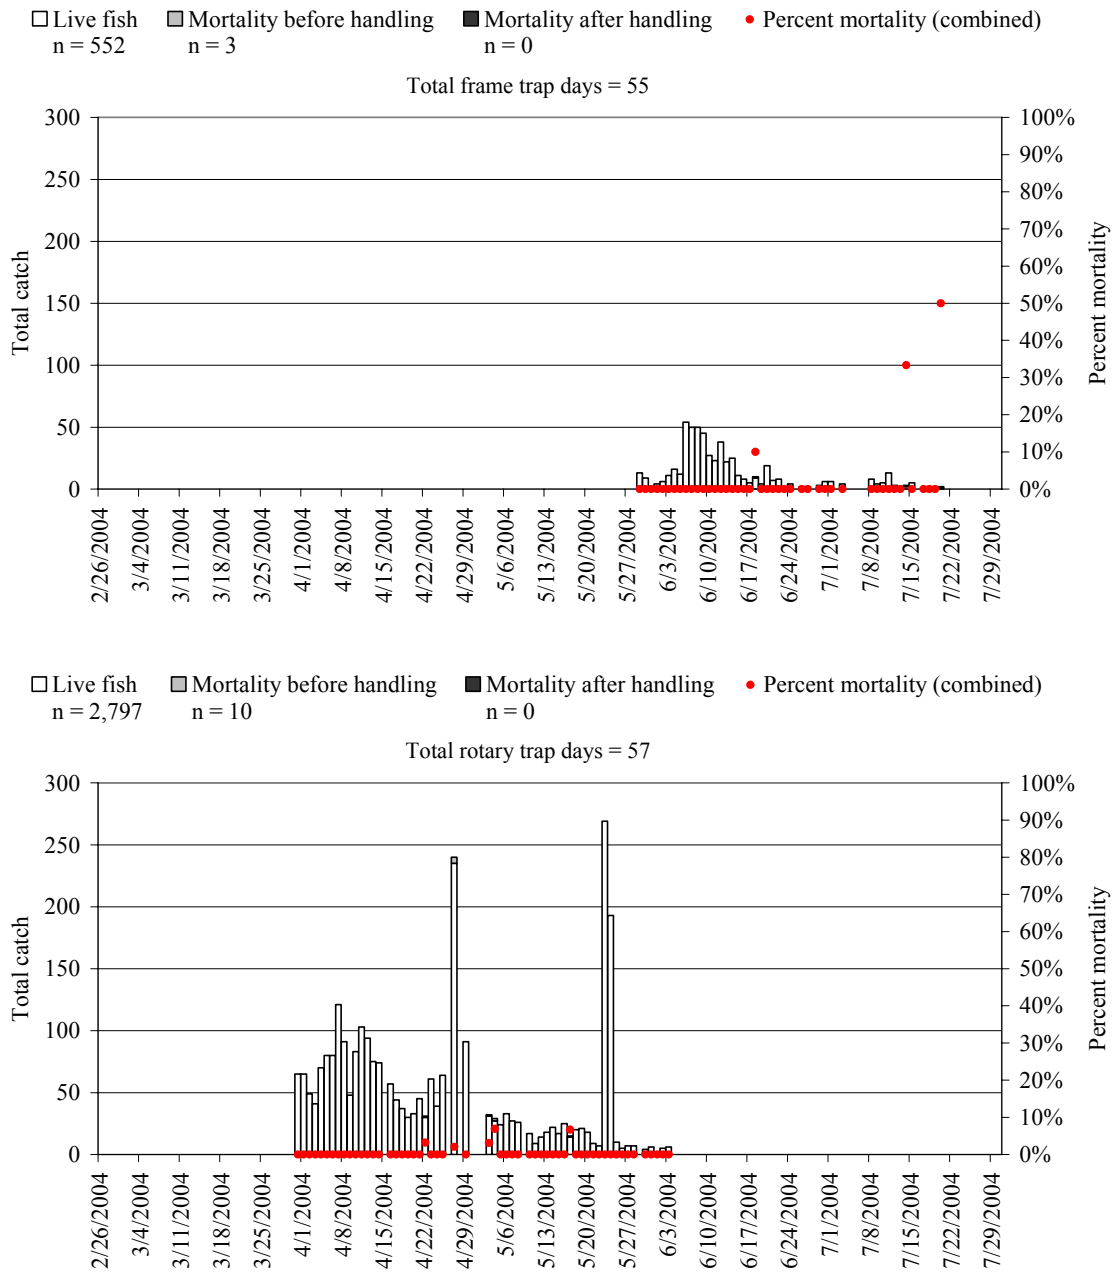 Live fish Mortality before handling Mortality after handling Percent mortality (combined)
n = 552 n = 3 n = 0
Total frame trap days = 55
300 100%
90%
250 80%
70%
200 60%
150 50%
40%
100 30%
50 20%
10%
0 0%
Total catch
Percent mortality
2/26/2004 3/4/2004 3/11/2004 3/18/2004 3/25/2004 4/1/2004 4/8/2004 4/15/2004 4/22/2004 4/29/2004 5/6/2004 5/13/2004 5/20/2004 5/27/2004 6/3/2004 6/10/2004 6/17/2004 6/24/2004 7/1/2004 7/8/2004 7/15/2004 7/22/2004 7/29/2004
Live fish Mortality before handling Mortality after handling Percent mortality (combined)
n = 2,797 n = 10 n = 0
Total rotary trap days = 57
300 100%
90%
250 80%
70%
200 60%
150 50%
40%
100 30%
50 20%
10%
0 0%
Total catch
Percent mortality
2/26/2004 3/4/2004 3/11/2004 3/18/2004 3/25/2004 4/1/2004 4/8/2004 4/15/2004 4/22/2004 4/29/2004 5/6/2004 5/13/2004 5/20/2004 5/27/2004 6/3/2004 6/10/2004 6/17/2004 6/24/2004 7/1/2004 7/8/2004 7/15/2004 7/22/2004 7/29/2004